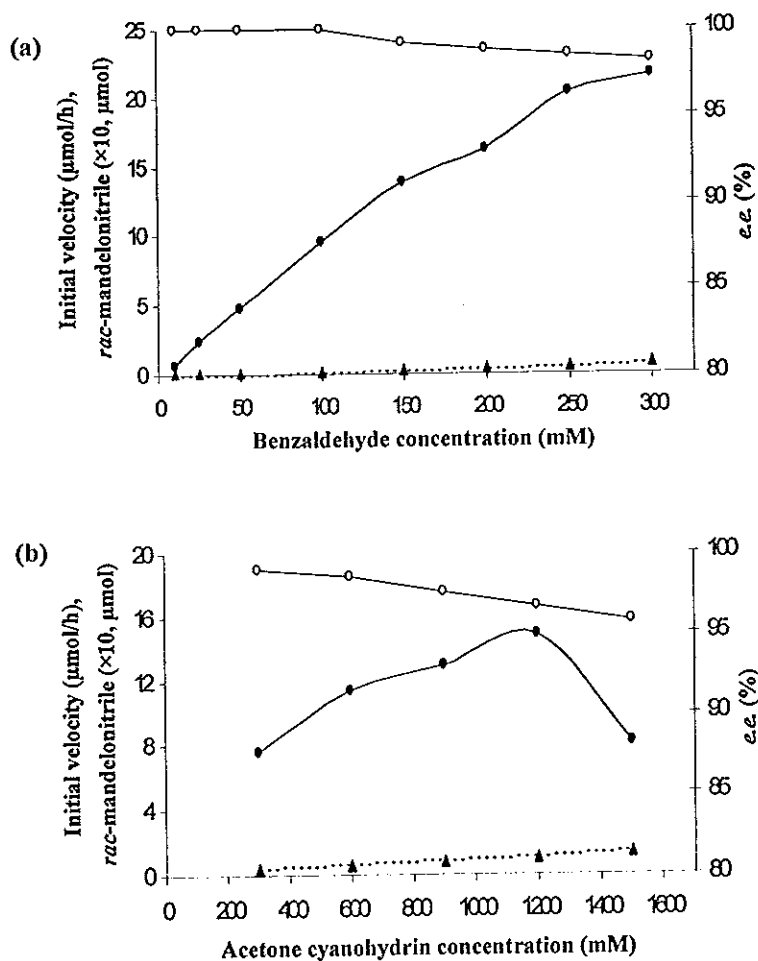 (a)
Initial velocity (μmol/h),
rac-mandelonitrile (×10, μmol)
25
20
15
10
5
0
100
95
90
85
80
e.e. (%)
0 50 100 150 200 250 300
Benzaldehyde concentration (mM)
(b)
Initial velocity (μmol/h),
rac-mandelonitrile (×10, μmol)
20
16
12
8
4
0
100
95
90
85
80
e.e. (%)
0 200 400 600 800 1000 1200 1400 1600
Acetone cyanohydrin concentration (mM)